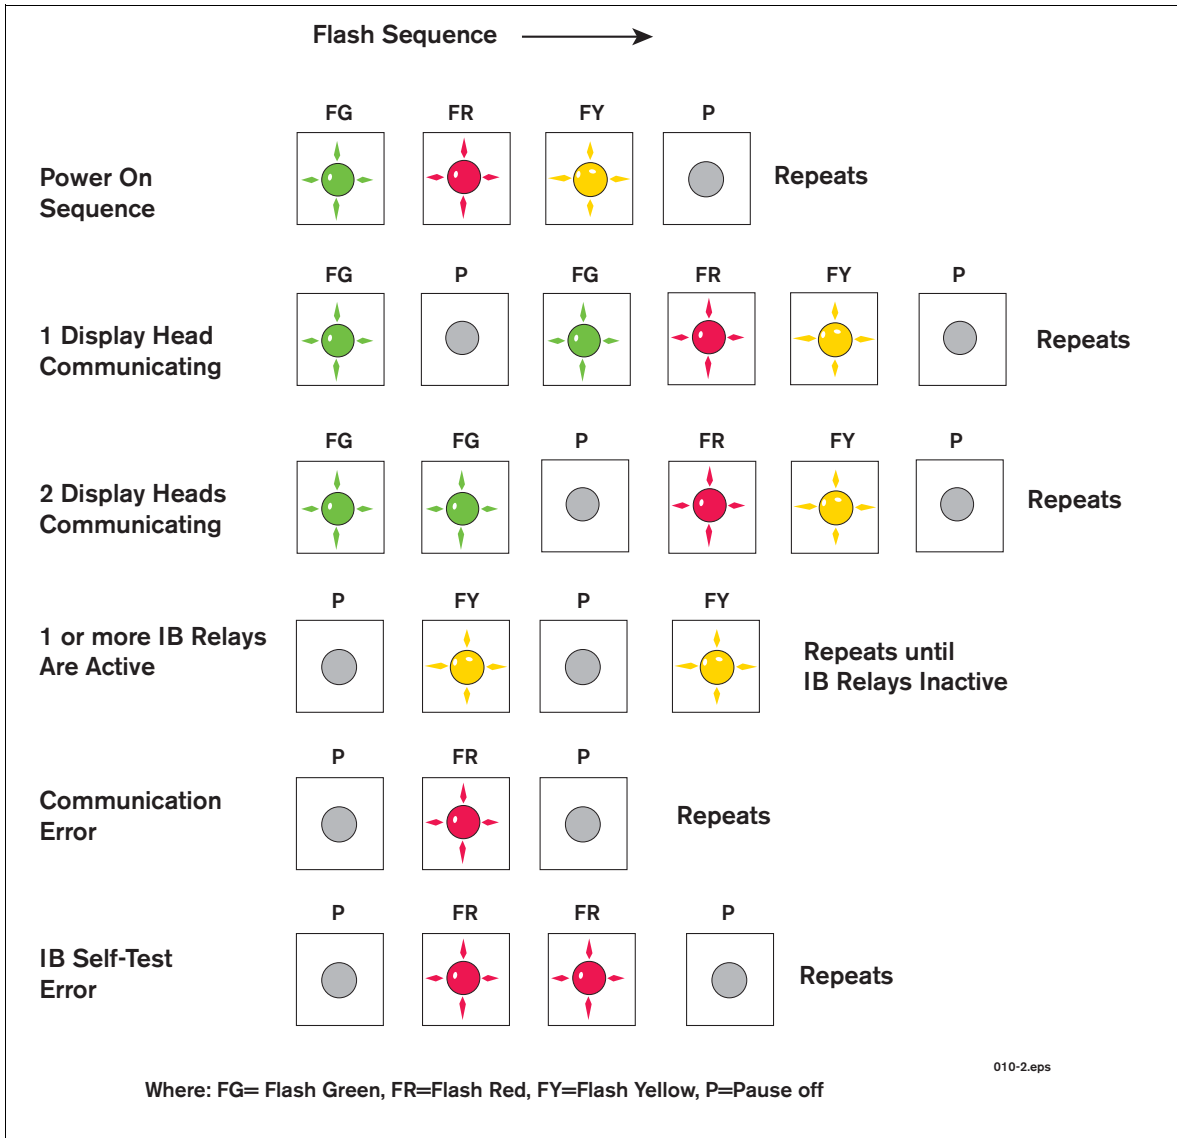 Flash Sequence
FG FR FY P
Power On
Sequence
Repeats
FG P FG FR FY P
1 Display Head
Communicating
Repeats
FG FG P FR FY P
2 Display Heads
Communicating
Repeats
P FY P FY
1 or more IB Relays
Are Active
Repeats until
IB Relays Inactive
P FR P
Communication
Error
Repeats
P FR FR P
IB Self-Test
Error
Repeats
010-2.eps
Where: FG= Flash Green, FR=Flash Red, FY=Flash Yellow, P=Pause off